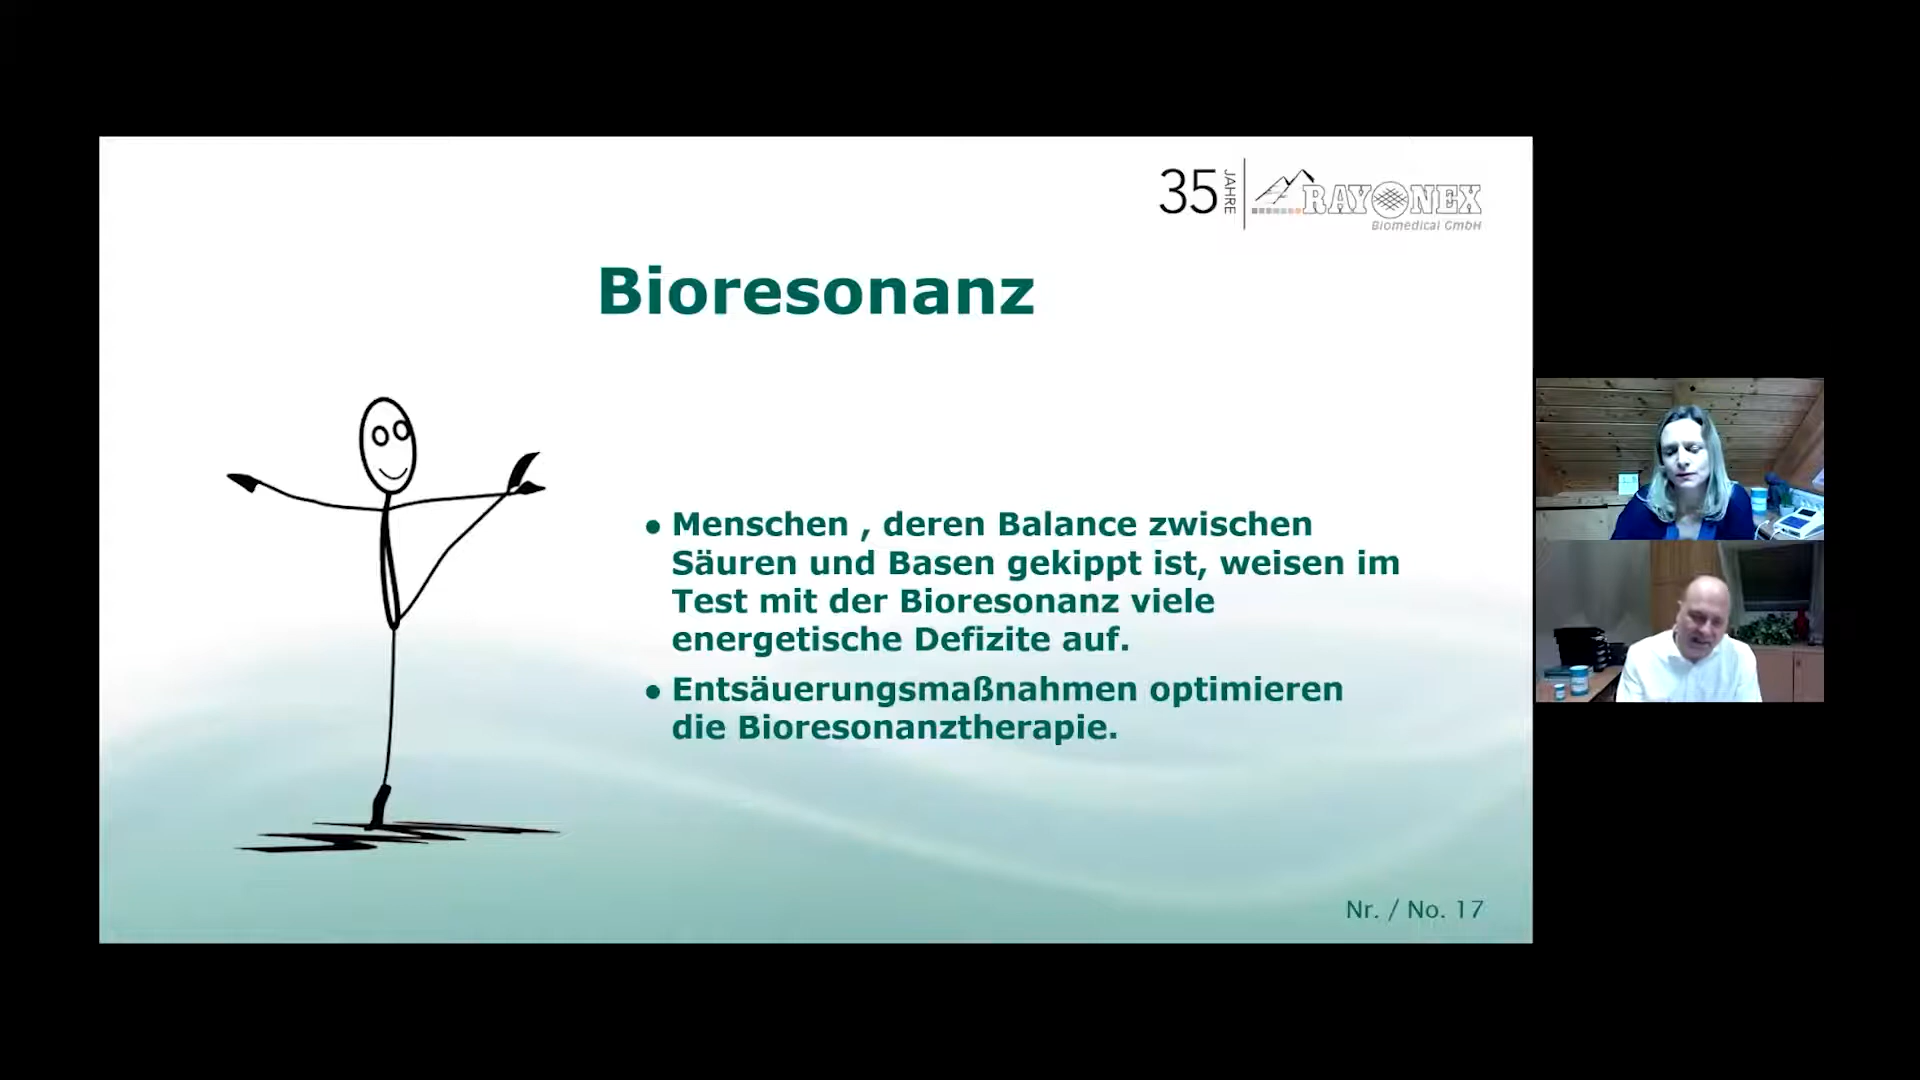 35 JAHRE RAYONEX
Biomedical GmbH
Bioresonanz
• Menschen , deren Balance zwischen
Säuren und Basen gekippt ist, weisen im
Test mit der Bioresonanz viele
energetische Defizite auf.
• Entsäuerungsmaßnahmen optimieren
die Bioresonanztherapie.
Nr. / No. 17